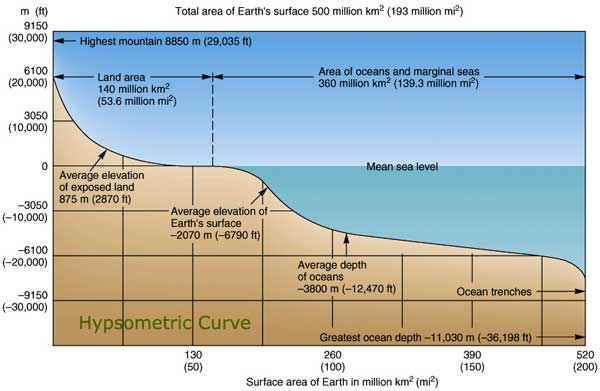 m (ft)
Total area of Earth's surface 500 million km² (193 million mi²)
9150
(30,000)
Highest mountain 8850 m (29,035 ft)
6100
(20,000)
Land area
140 million km²
(53.6 million mi²)
Area of oceans and marginal seas
360 million km² (139.3 million mi²)
3050
(10,000)
0
Mean sea level
Average elevation
of exposed land
875 m (2870 ft)
−3050
(−10,000)
Average elevation of
Earth's surface
−2070 m (−6790 ft)
−6100
(−20,000)
Average depth
of oceans
−3800 m (−12,470 ft)
−9150
(−30,000)
Ocean trenches
Hypsometric Curve
Greatest ocean depth −11,030 m (−36,198 ft)
130
(50)
260
(100)
390
(150)
520
(200)
Surface area of Earth in million km² (mi²)